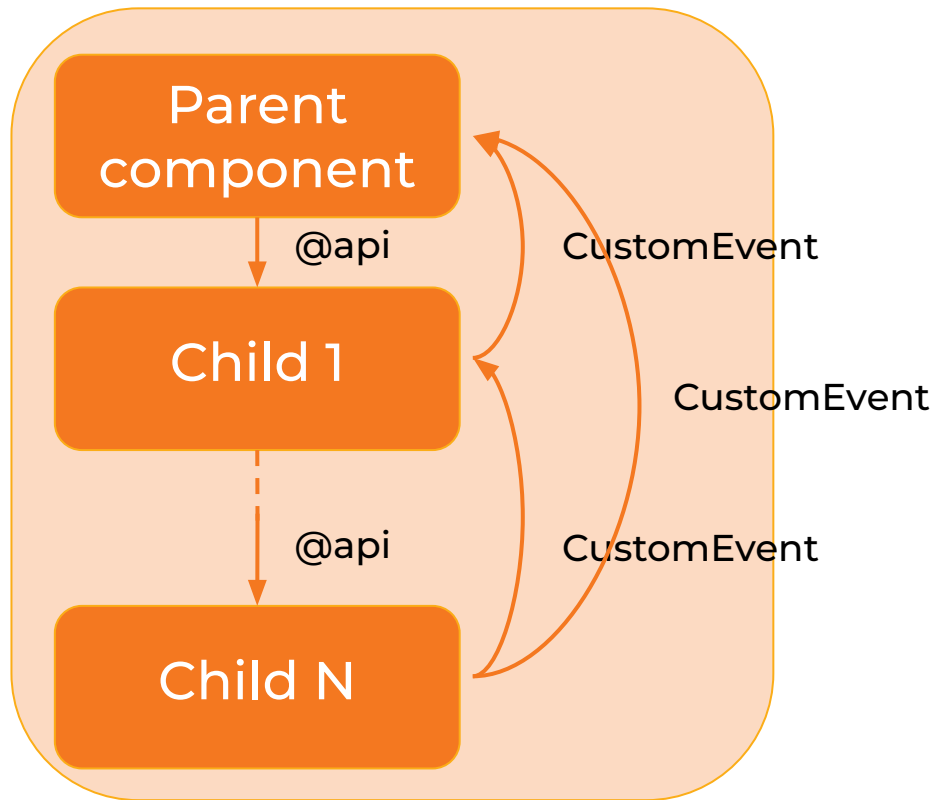 Parent
component
@api
CustomEvent
Child 1
CustomEvent
@api
CustomEvent
Child N